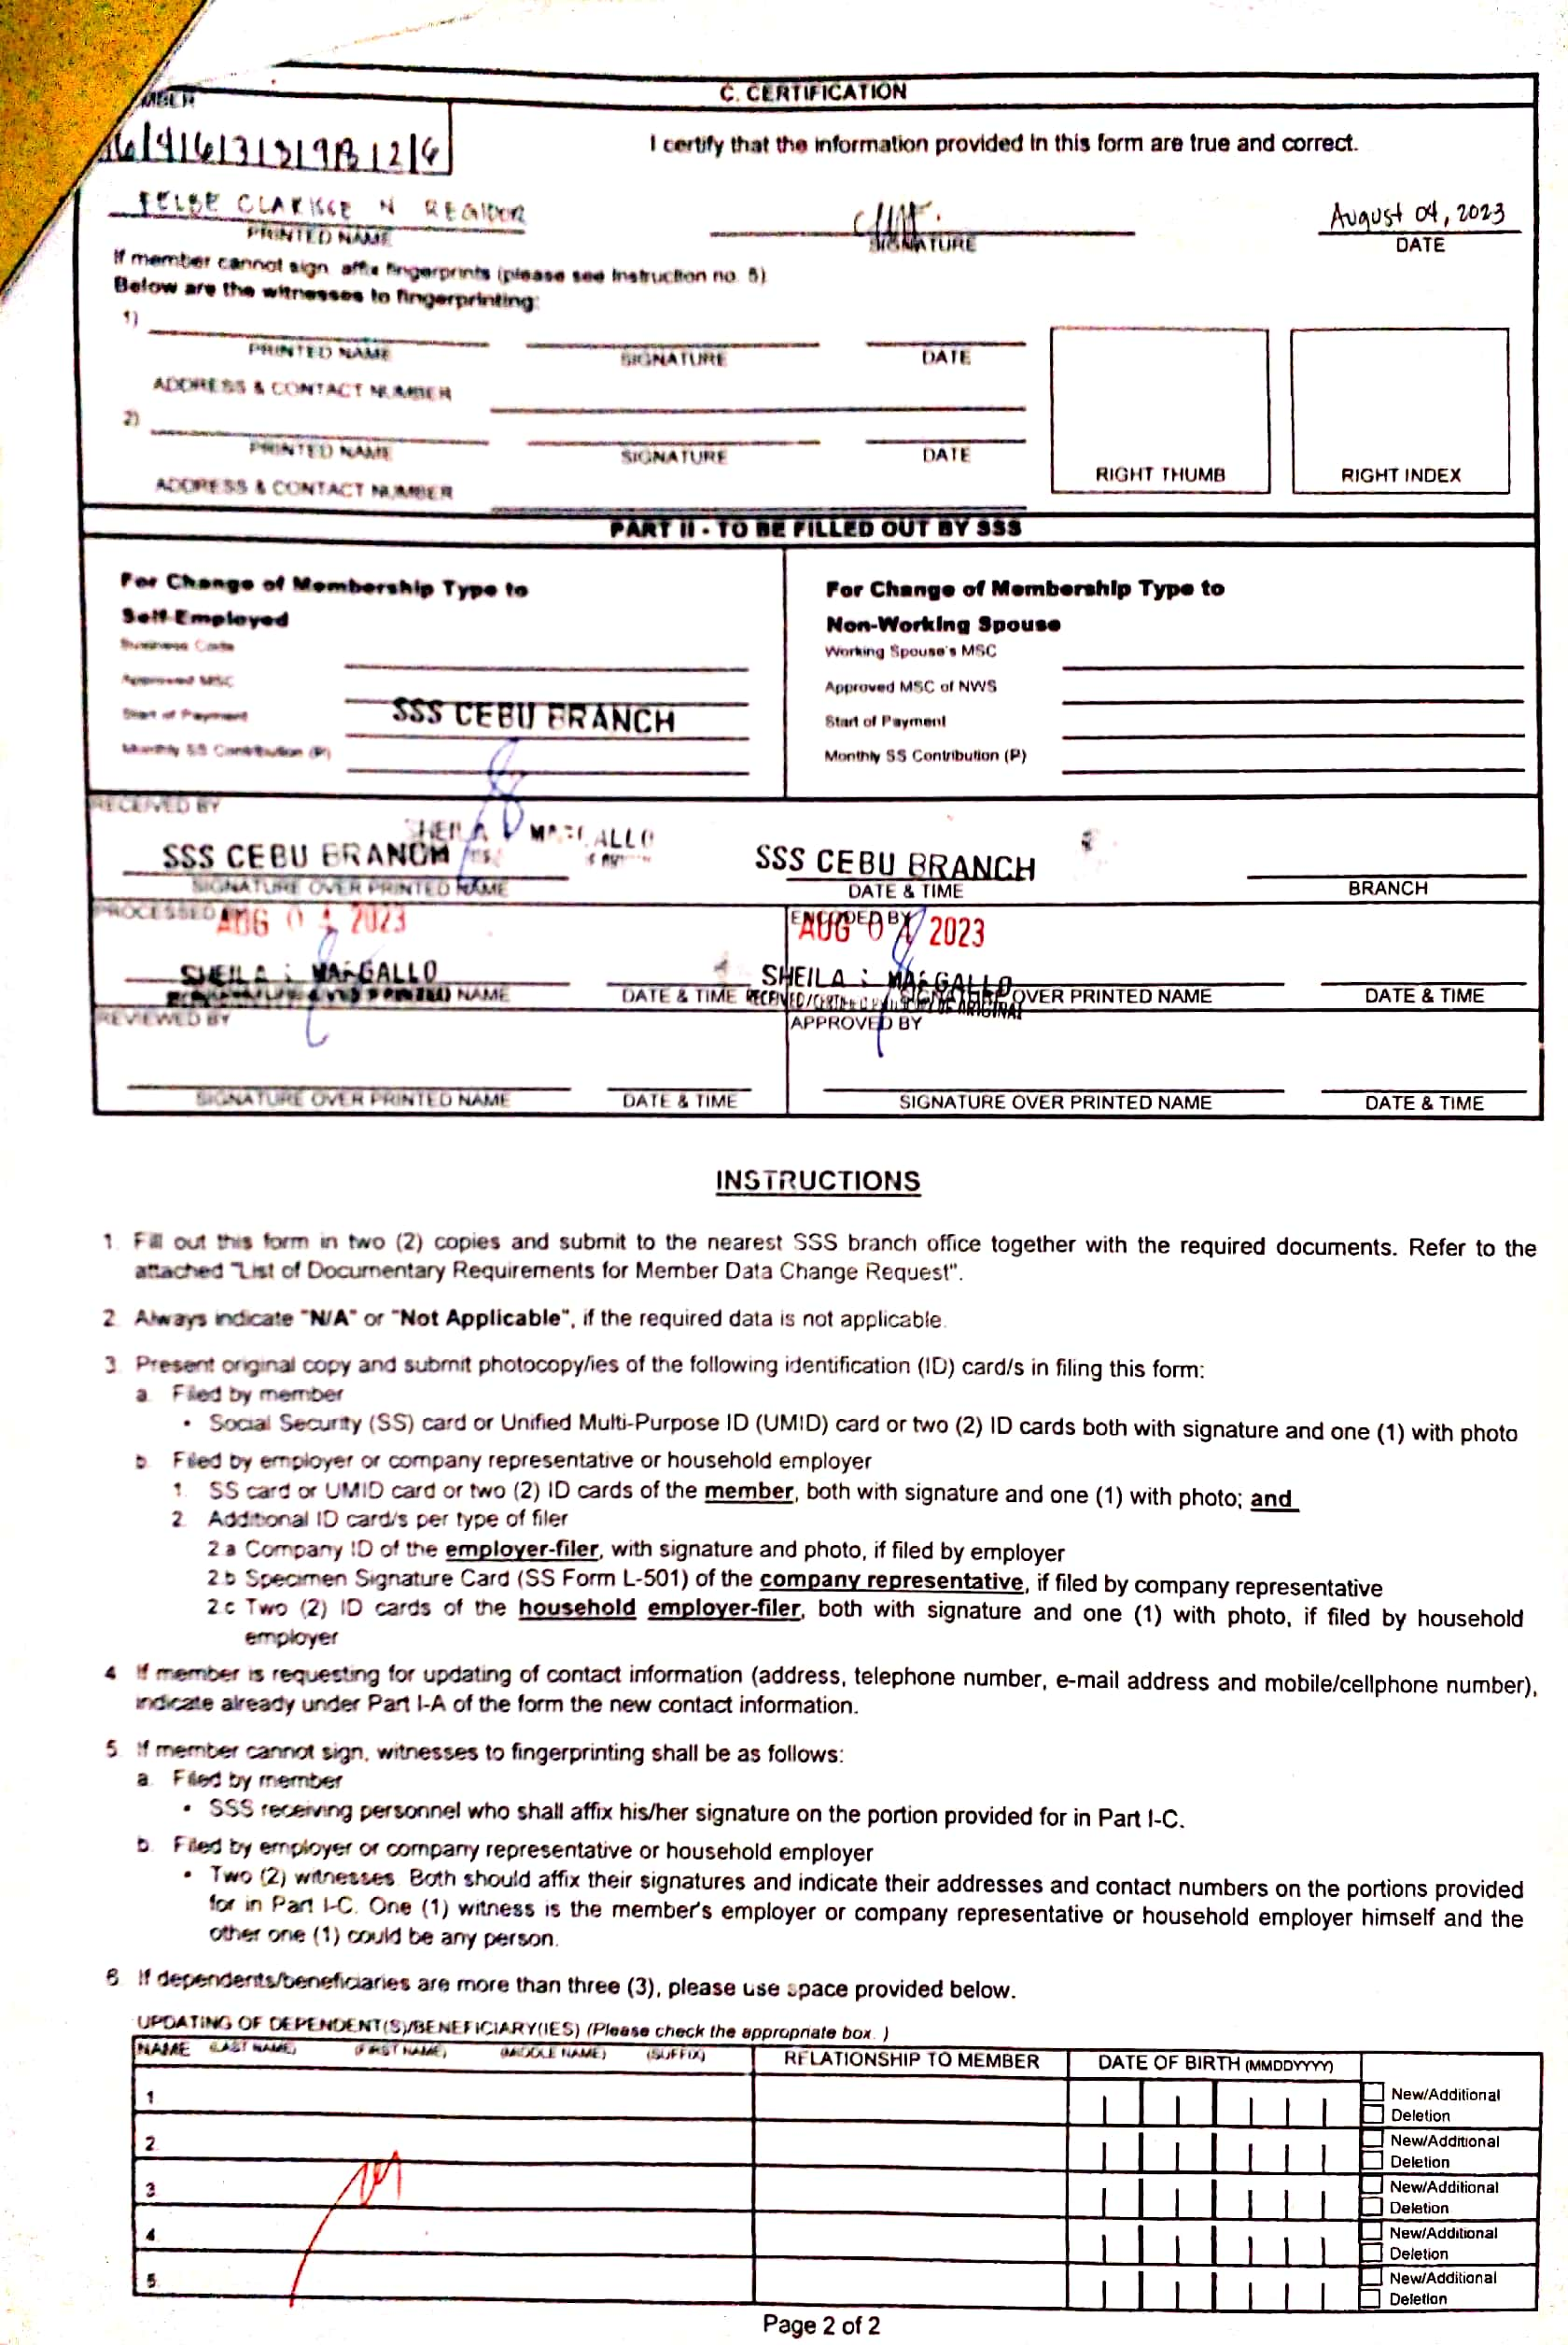 C. CERTIFICATION
I certify that the information provided in this form are true and correct.
CLARISSE N REGIDOR
August 04, 2023
PRINTED NAME SIGNATURE DATE
If member cannot sign, affix fingerprints (please see Instruction no. 5)
Below are the witnesses to fingerprinting:
1)
PRINTED NAME SIGNATURE DATE
ADDRESS & CONTACT NUMBER
2)
PRINTED NAME SIGNATURE DATE
ADDRESS & CONTACT NUMBER
RIGHT THUMB RIGHT INDEX
PART II - TO BE FILLED OUT BY SSS
For Change of Membership Type to
Self-Employed
Business Code
Approved MSC
Start of Payment
Monthly SS Contribution (P)
SSS CEBU BRANCH
For Change of Membership Type to
Non-Working Spouse
Working Spouse's MSC
Approved MSC of NWS
Start of Payment
Monthly SS Contribution (P)
RECEIVED BY
SHEILA
SSS CEBU BRANCH SSS CEBU BRANCH
SIGNATURE OVER PRINTED NAME DATE & TIME BRANCH
PROCESSED AUG 04 2023
SHEILA
NAME DATE & TIME
ENCODED BY
AUG 04 2023
SHEILA
SIGNATURE OVER PRINTED NAME DATE & TIME
REVIEWED BY
SIGNATURE OVER PRINTED NAME DATE & TIME
APPROVED BY
SIGNATURE OVER PRINTED NAME DATE & TIME
INSTRUCTIONS
1. Fill out this form in two (2) copies and submit to the nearest SSS branch office together with the required documents. Refer to the
attached "List of Documentary Requirements for Member Data Change Request".
2. Always indicate "N/A" or "Not Applicable", if the required data is not applicable.
3. Present original copy and submit photocopy/ies of the following identification (ID) card/s in filing this form:
a. Filed by member
• Social Security (SS) card or Unified Multi-Purpose ID (UMID) card or two (2) ID cards both with signature and one (1) with photo
b. Filed by employer or company representative or household employer
1. SS card or UMID card or two (2) ID cards of the member, both with signature and one (1) with photo; and
2. Additional ID card/s per type of filer
2.a Company ID of the employer-filer, with signature and photo, if filed by employer
2.b Specimen Signature Card (SS Form L-501) of the company representative, if filed by company representative
2.c Two (2) ID cards of the household employer-filer, both with signature and one (1) with photo, if filed by household
employer
4. If member is requesting for updating of contact information (address, telephone number, e-mail address and mobile/cellphone number),
indicate already under Part I-A of the form the new contact information.
5. If member cannot sign, witnesses to fingerprinting shall be as follows:
a. Filed by member
• SSS receiving personnel who shall affix his/her signature on the portion provided for in Part I-C.
b. Filed by employer or company representative or household employer
• Two (2) witnesses. Both should affix their signatures and indicate their addresses and contact numbers on the portions provided
for in Part I-C. One (1) witness is the member's employer or company representative or household employer himself and the
other one (1) could be any person.
6. If dependents/beneficiaries are more than three (3), please use space provided below.
UPDATING OF DEPENDENT(S)/BENEFICIARY(IES) (Please check the appropriate box. )
NAME (LAST NAME) (FIRST NAME) (MIDDLE NAME) (SUFFIX) RELATIONSHIP TO MEMBER DATE OF BIRTH (MMDDYYYY)
1 New/Additional
Deletion
2. New/Additional
Deletion
3 New/Additional
Deletion
4. New/Additional
Deletion
5. New/Additional
Deletion
Page 2 of 2